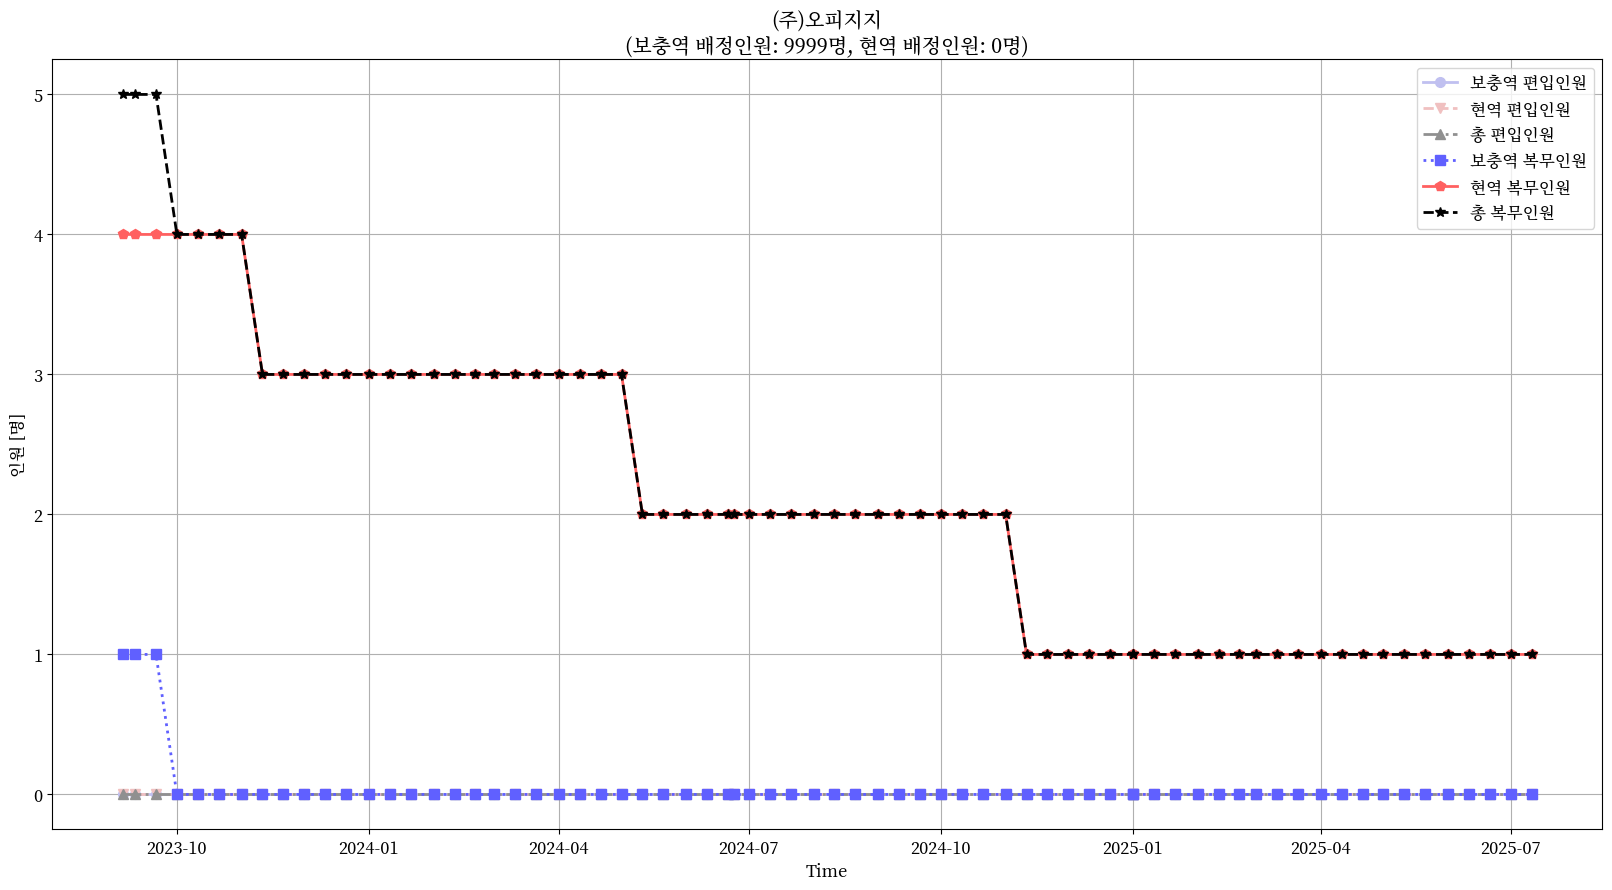 (주)오피지지
(보충역 배정인원: 9999명, 현역 배정인원: 0명)
보충역 편입인원
현역 편입인원
총 편입인원
보충역 복무인원
현역 복무인원
총 복무인원
인원 [명]
5
4
3
2
1
0
2023-10
2024-01
2024-04
2024-07
2024-10
2025-01
2025-04
2025-07
Time